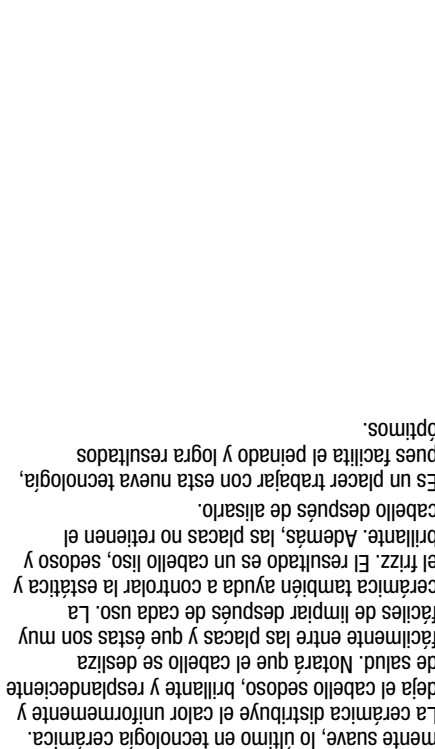 mente suave, lo último en tecnología cerámica.
La cerámica distribuye el calor uniformemente y
deja el cabello sedoso, brillante y resplandeciente
de salud. Notará que el cabello se desliza
fácilmente entre las placas y que éstas son muy
fáciles de limpiar después de cada uso. La
cerámica también ayuda a controlar la estática y
el frizz. El resultado es un cabello liso, sedoso y
brillante. Además, las placas no retienen el
cabello después de alisarlo.
Es un placer trabajar con esta nueva tecnología,
pues facilita el peinado y logra resultados
óptimos.